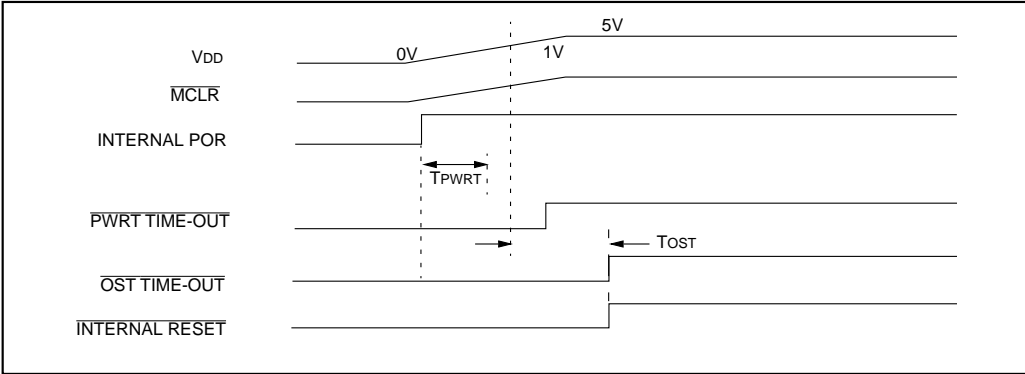 5V
VDD
0V
1V
MCLR
INTERNAL POR
TPWRT
PWRT TIME-OUT
TOST
OST TIME-OUT
INTERNAL RESET